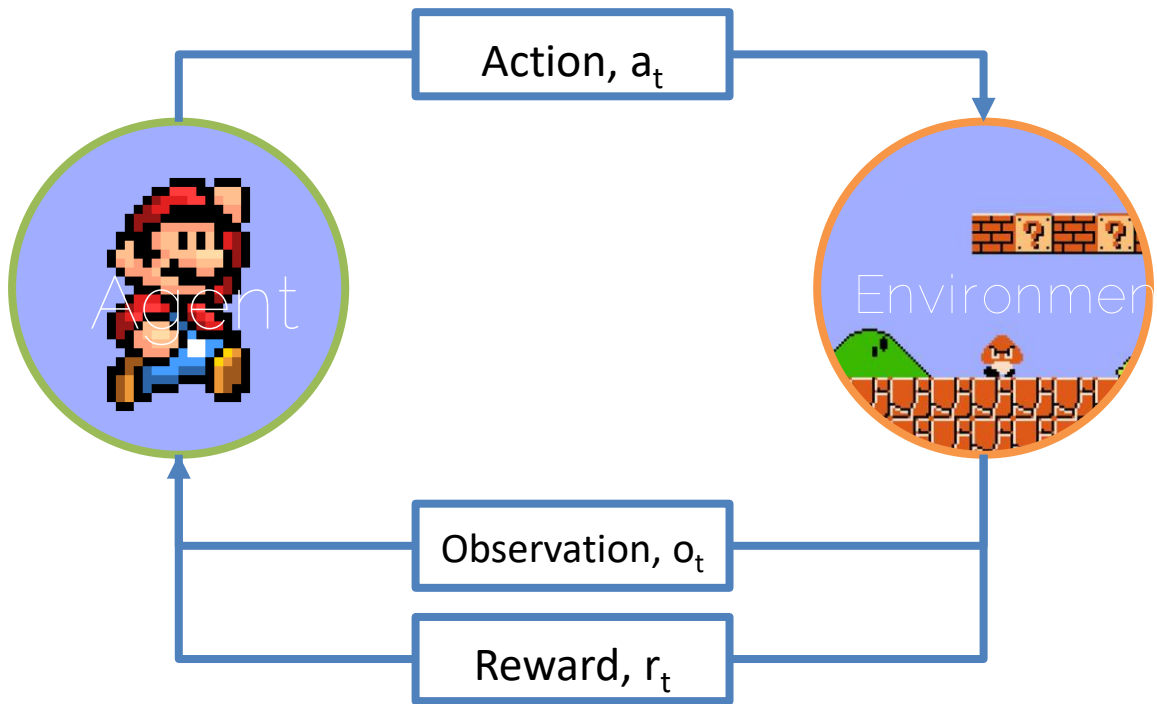 Action, aₜ
Agent
Environmen
?
?
Observation, oₜ
Reward, rₜ